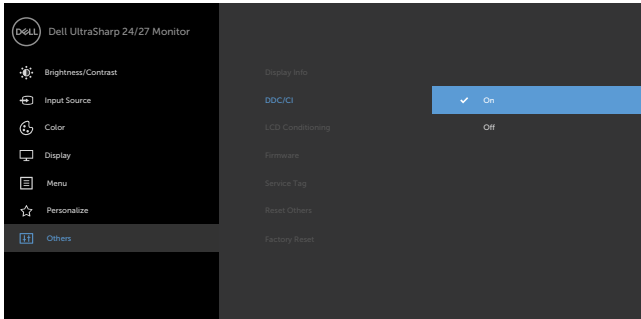 DELL
Dell UltraSharp 24/27 Monitor
Brightness/Contrast
Input Source
Color
Display
Menu
Personalize
Others
Display Info
DDC/CI
LCD Conditioning
Firmware
Service Tag
Reset Others
Factory Reset
On
Off